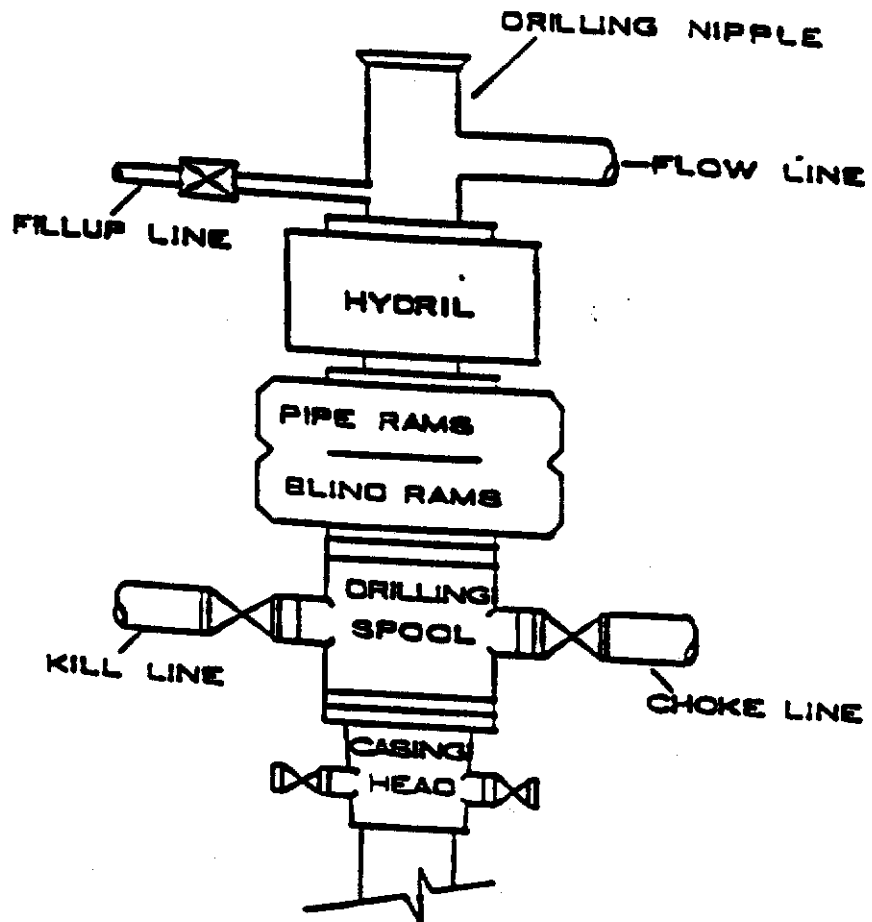 DRILLING NIPPLE
FLOW LINE
FILLUP LINE
HYDRIL
PIPE RAMS
BLIND RAMS
DRILLING
SPOOL
KILL LINE
CHOKE LINE
CASING
HEAD